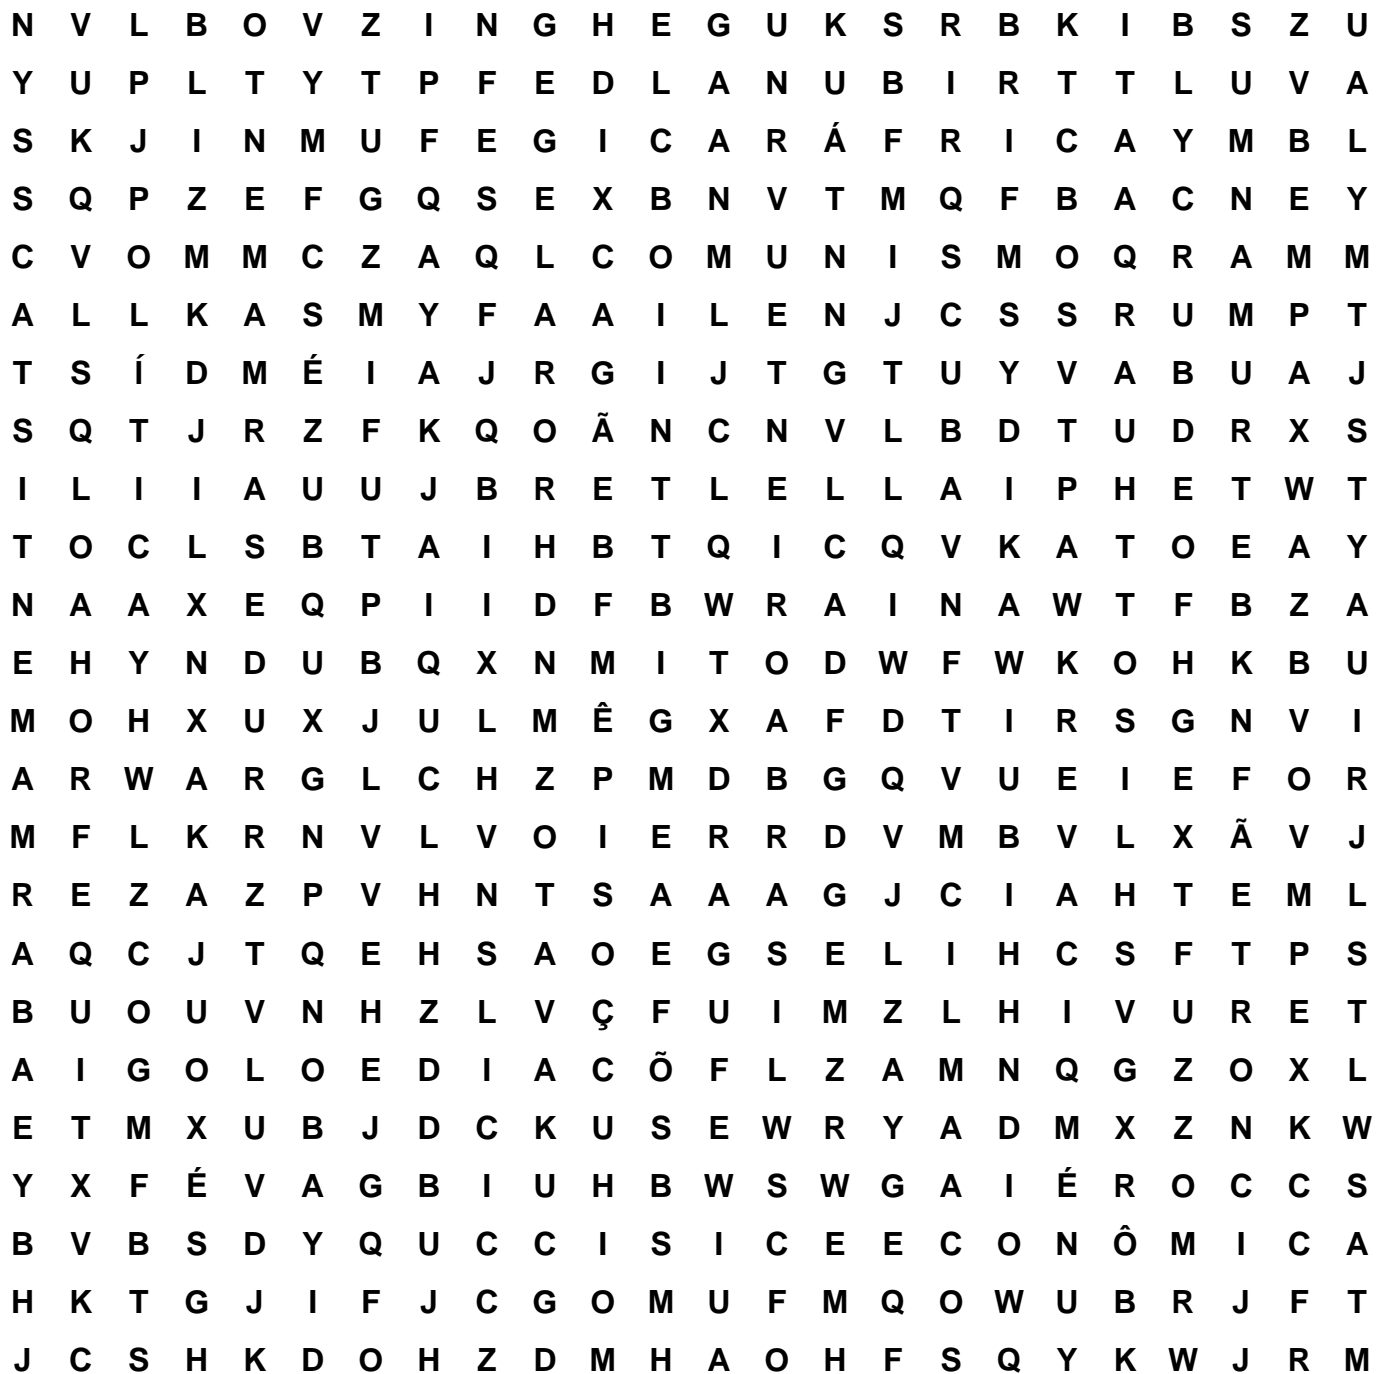 N V L B O V Z I N G H E G U K S R B K I B S Z U
Y U P L T Y T P F E D L A N U B I R T T L U V A
S K J I N M U F E G I C A R Á F R I C A Y M B L
S Q P Z E F G Q S E X B N V T M Q F B A C N E Y
C V O M M C Z A Q L C O M U N I S M O Q R A M M
A L L K A S M Y F A A I L E N J C S S R U M P T
T S Í D M É I A J R G I J T G T U Y V A B U A J
S Q T J R Z F K Q O Ã N C N V L B D T U D R X S
I L I I A U U J B R E T L E L L A I P H E T W T
T O C L S B T A I H B T Q I C Q V K A T O E A Y
N A A X E Q P I I D F B W R A I N A W T F B Z A
E H Y N D U B Q X N M I T O D W F W K O H K B U
M O H X U X J U L M Ê G X A F D T I R S G N V I
A R W A R G L C H Z P M D B G Q V U E I E F O R
M F L K R N V L V O I E R R D V M B V L X Ã V J
R E Z A Z P V H N T S A A A G J C I A H T E M L
A Q C J T Q E H S A O E G S E L I H C S F T P S
B U O U V N H Z L V Ç F U I M Z L H I V U R E T
A I G O L O E D I A C Õ F L Z A M N Q G Z O X L
E T M X U B J D C K U S E W R Y A D M X Z N K W
Y X F É V A G B I U H B W S W G A I É R O C C S
B V B S D Y Q U C C I S I C E E C O N Ô M I C A
H K T G J I F J C G O M U F M Q O W U B R J F T
J C S H K D O H Z D M H A O H F S Q Y K W J R M